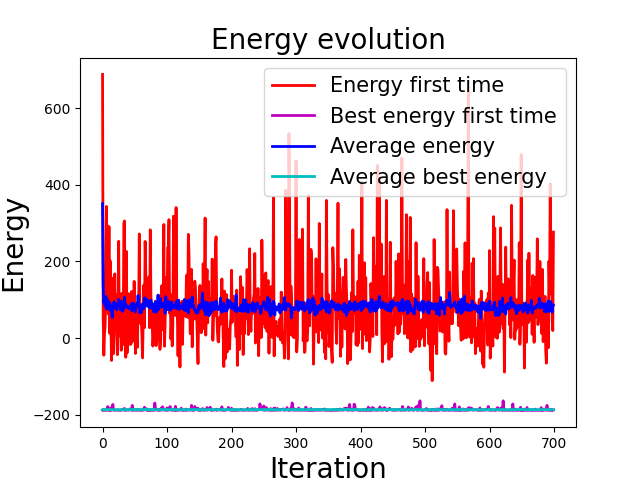 Energy evolution
Energy first time
Best energy first time
Average energy
Average best energy
Energy
600
400
200
0
−200
0 100 200 300 400 500 600 700
Iteration